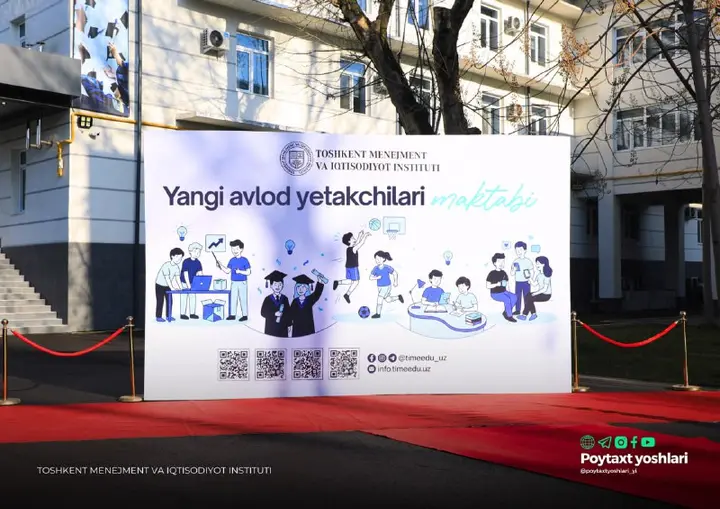 TOSHKENT MENEJMENT
VA IQTISODIYOT INSTITUTI
Yangi avlod yetakchilari maktabi
@timeedu_uz
info.timeedu.uz
TOSHKENT MENEJMENT VA IQTISODIYOT INSTITUTI
Poytaxt yoshlari
@poytaxtyoshlari_yi